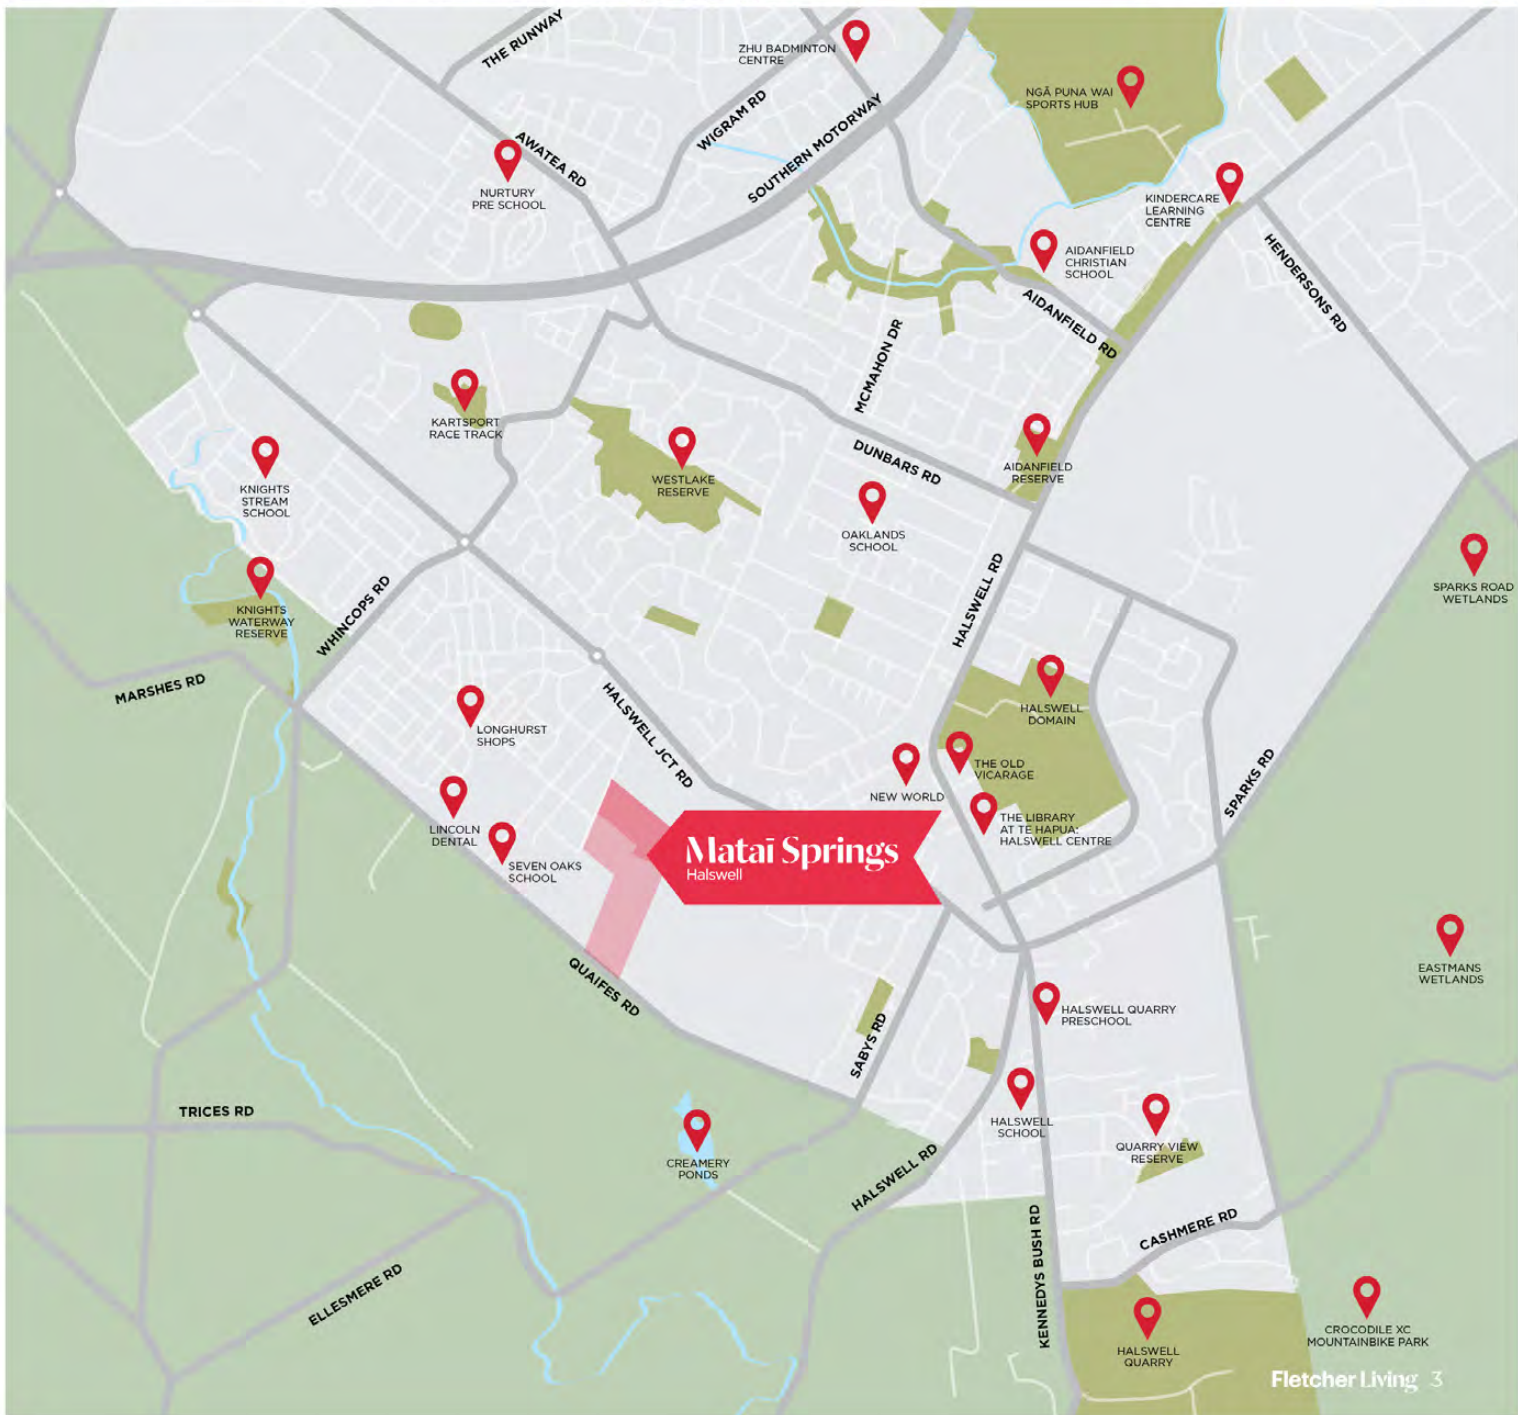 THE RUNWAY
ZHU BADMINTON
CENTRE
NGĀ PUNA WAI
SPORTS HUB
WIGRAM RD
AWATEA RD
SOUTHERN MOTORWAY
NURTURY
PRE SCHOOL
KINDERCARE
LEARNING
CENTRE
AIDANFIELD
CHRISTIAN
SCHOOL
HENDERSONS RD
AIDANFIELD RD
MCMAHON DR
KARTSPORT
RACE TRACK
DUNBARS RD
AIDANFIELD
RESERVE
WESTLAKE
RESERVE
KNIGHTS
STREAM
SCHOOL
OAKLANDS
SCHOOL
HALSWELL RD
SPARKS ROAD
WETLANDS
KNIGHTS
WATERWAY
RESERVE
WHINCOPS RD
MARSHES RD
HALSWELL
DOMAIN
HALSWELL JCT RD
LONGHURST
SHOPS
THE OLD
VICARAGE
NEW WORLD
SPARKS RD
LINCOLN
DENTAL
THE LIBRARY
AT TE HAPUA:
HALSWELL CENTRE
SEVEN OAKS
SCHOOL
Mataī Springs
Halswell
EASTMANS
WETLANDS
QUAIFES RD
HALSWELL QUARRY
PRESCHOOL
SABYS RD
TRICES RD
HALSWELL
SCHOOL
QUARRY VIEW
RESERVE
CREAMERY
PONDS
HALSWELL RD
CASHMERE RD
KENNEDYS BUSH RD
ELLESMERE RD
HALSWELL
QUARRY
CROCODILE XC
MOUNTAINBIKE PARK
Fletcher Living 3